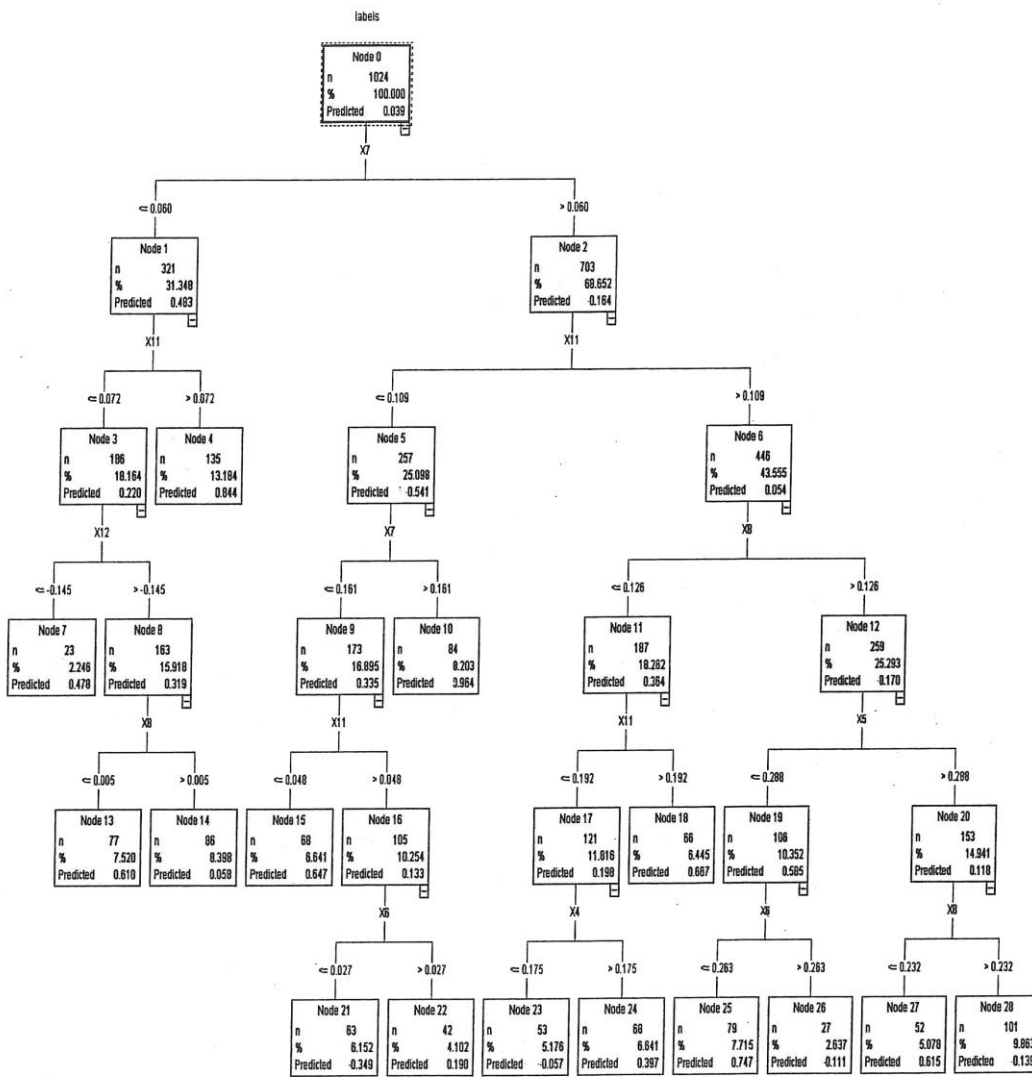 labels
Node 0
n 1024
% 100.000
Predicted 0.039
X7
<= 0.060
> 0.060
Node 1
n 321
% 31.348
Predicted 0.483
Node 2
n 703
% 68.652
Predicted -0.164
X11
X11
<= 0.072
> 0.072
<= 0.109
> 0.109
Node 3
n 186
% 18.164
Predicted 0.220
Node 4
n 135
% 13.184
Predicted 0.844
Node 5
n 257
% 25.098
Predicted -0.541
Node 6
n 446
% 43.555
Predicted 0.054
X12
X7
X8
<= -0.145
> -0.145
<= 0.161
> 0.161
<= 0.126
> 0.126
Node 7
n 23
% 2.246
Predicted 0.478
Node 8
n 163
% 15.918
Predicted 0.319
Node 9
n 173
% 16.895
Predicted 0.335
Node 10
n 84
% 8.203
Predicted
Node 11
n 187
% 18.262
Predicted 0.364
Node 12
n 259
% 25.293
Predicted -0.170
X8
X11
X11
X5
<= 0.005
> 0.005
<= 0.048
> 0.048
<= 0.192
> 0.192
<= 0.288
> 0.288
Node 13
n 77
% 7.520
Predicted 0.610
Node 14
n 86
% 8.398
Predicted 0.058
Node 15
n 68
% 6.641
Predicted 0.647
Node 16
n 105
% 10.254
Predicted 0.133
Node 17
n 121
% 11.816
Predicted 0.198
Node 18
n 66
% 6.445
Predicted 0.667
Node 19
n 106
% 10.352
Predicted 0.585
Node 20
n 153
% 14.941
Predicted 0.118
X6
X4
X6
X8
<= 0.027
> 0.027
<= 0.175
> 0.175
<= 0.263
> 0.263
<= 0.232
> 0.232
Node 21
n 63
% 6.152
Predicted -0.349
Node 22
n 42
% 4.102
Predicted 0.190
Node 23
n 53
% 5.176
Predicted -0.057
Node 24
n 68
% 6.641
Predicted 0.397
Node 25
n 79
% 7.715
Predicted 0.747
Node 26
n 27
% 2.637
Predicted -0.111
Node 27
n 52
% 5.078
Predicted 0.615
Node 28
n 101
% 9.863
Predicted -0.139